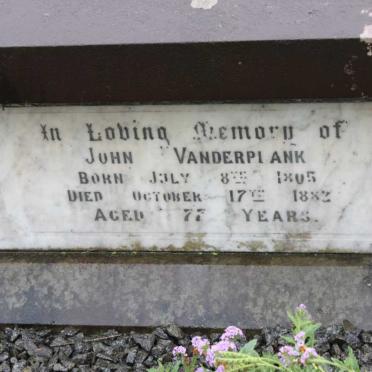 In Loving Memory of
JOHN VANDERPLANK
BORN JULY 8TH 1805
DIED OCTOBER 17TH 1882
AGED 77 YEARS.